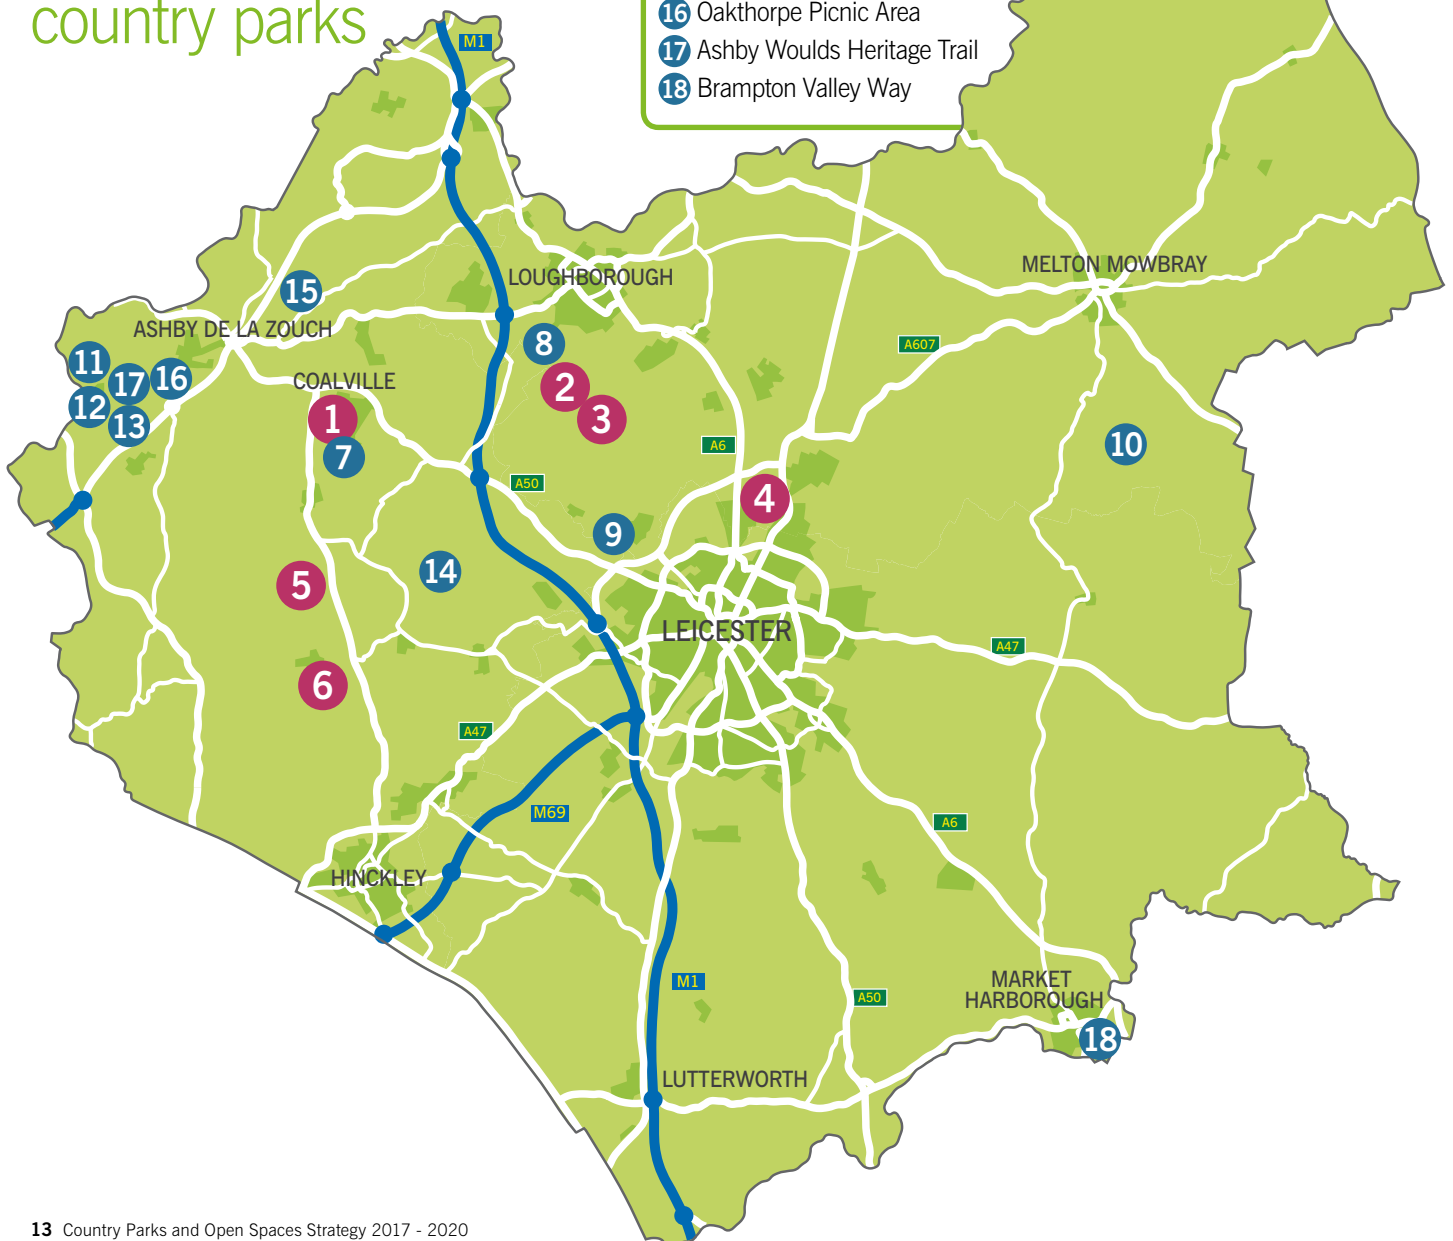 country parks
16 Oakthorpe Picnic Area
17 Ashby Woulds Heritage Trail
18 Brampton Valley Way
M1
MELTON MOWBRAY
LOUGHBOROUGH
15
ASHBY DE LA ZOUCH
8
A607
11
17
16
COALVILLE
2
12
13
1
3
7
A6
10
A50
4
9
14
5
LEICESTER
A47
6
A47
M69
A6
HINCKLEY
M1
MARKET
HARBOROUGH
A50
18
LUTTERWORTH
13 Country Parks and Open Spaces Strategy 2017 - 2020